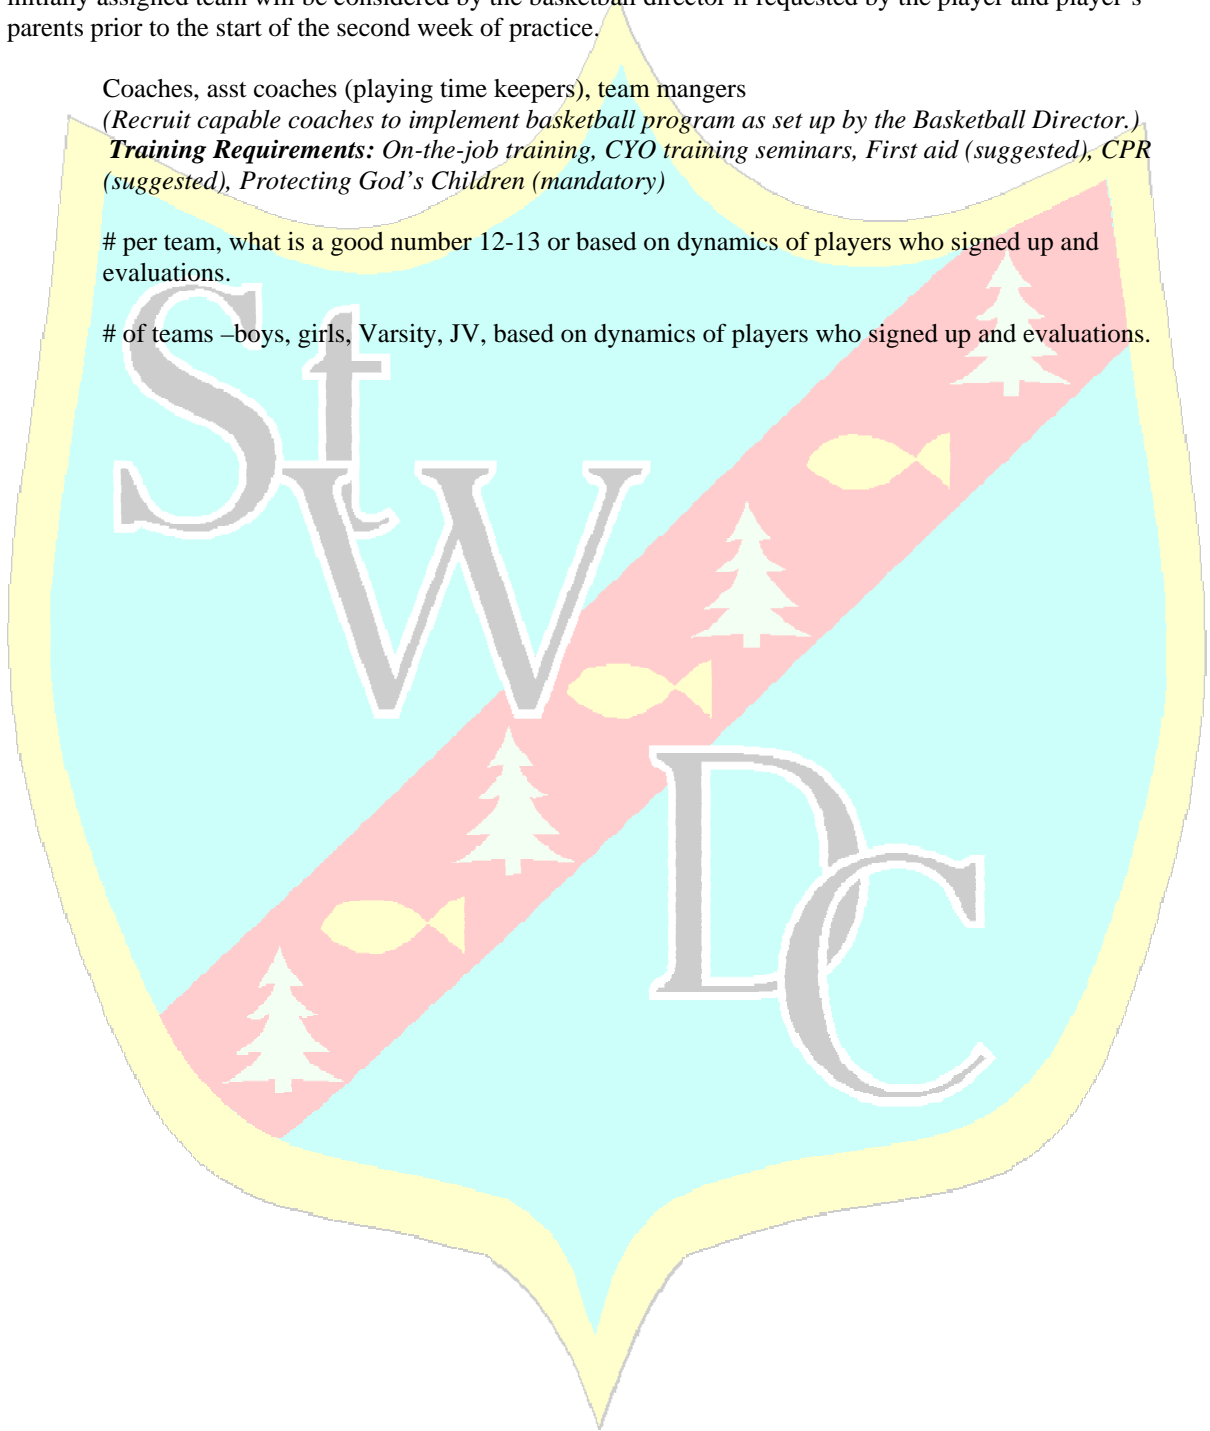 initially assigned team will be considered by the basketball director if requested by the player and player's
parents prior to the start of the second week of practice.
Coaches, asst coaches (playing time keepers), team mangers
(Recruit capable coaches to implement basketball program as set up by the Basketball Director.)
Training Requirements: On-the-job training, CYO training seminars, First aid (suggested), CPR
(suggested), Protecting God's Children (mandatory)
# per team, what is a good number 12-13 or based on dynamics of players who signed up and
evaluations.
# of teams –boys, girls, Varsity, JV, based on dynamics of players who signed up and evaluations.
St
W
DC